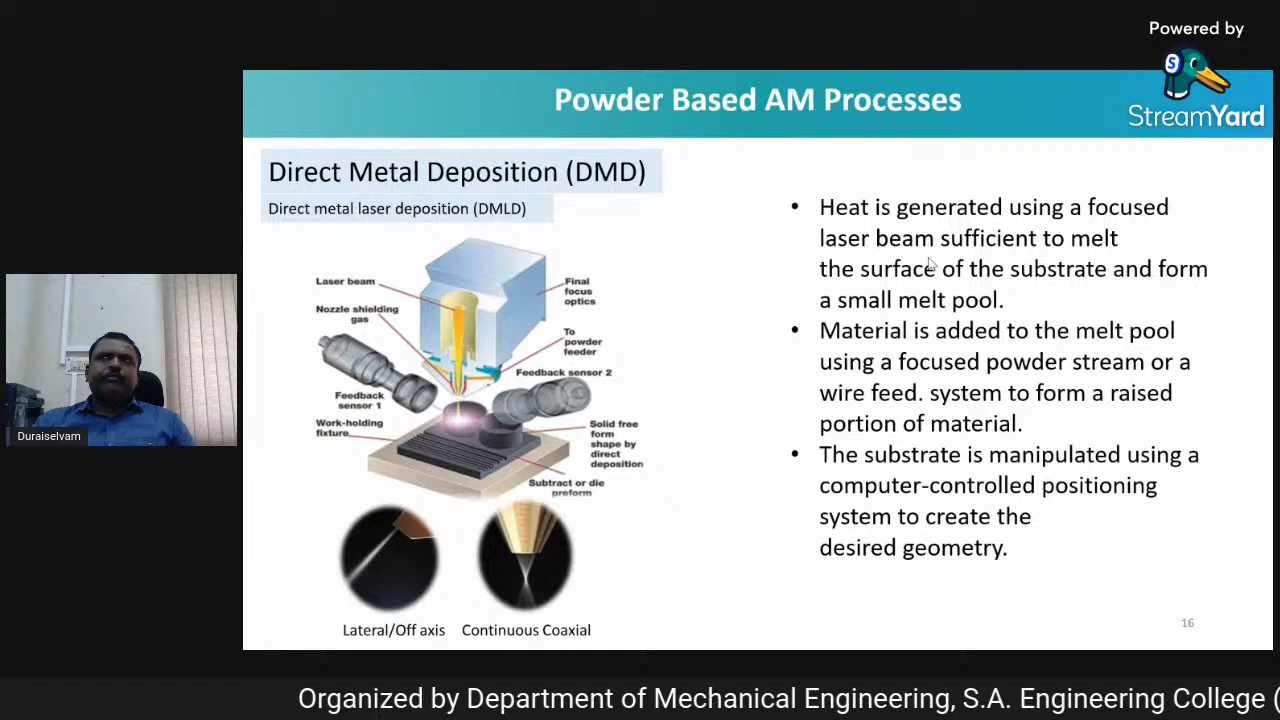 Powered by
StreamYard
Powder Based AM Processes
Direct Metal Deposition (DMD)
Direct metal laser deposition (DMLD)
Laser beam
Nozzle shielding
gas
Final
focus
optics
To
powder
feeder
Feedback sensor 2
Feedback
sensor 1
Work-holding
fixture
Solid free
form
shape by
direct
deposition
Subtract or die
preform
Lateral/Off axis
Continuous Coaxial
• Heat is generated using a focused
laser beam sufficient to melt
the surface of the substrate and form
a small melt pool.
• Material is added to the melt pool
using a focused powder stream or a
wire feed. system to form a raised
portion of material.
• The substrate is manipulated using a
computer-controlled positioning
system to create the
desired geometry.
16
Duraiselvam
Organized by Department of Mechanical Engineering, S.A. Engineering College (